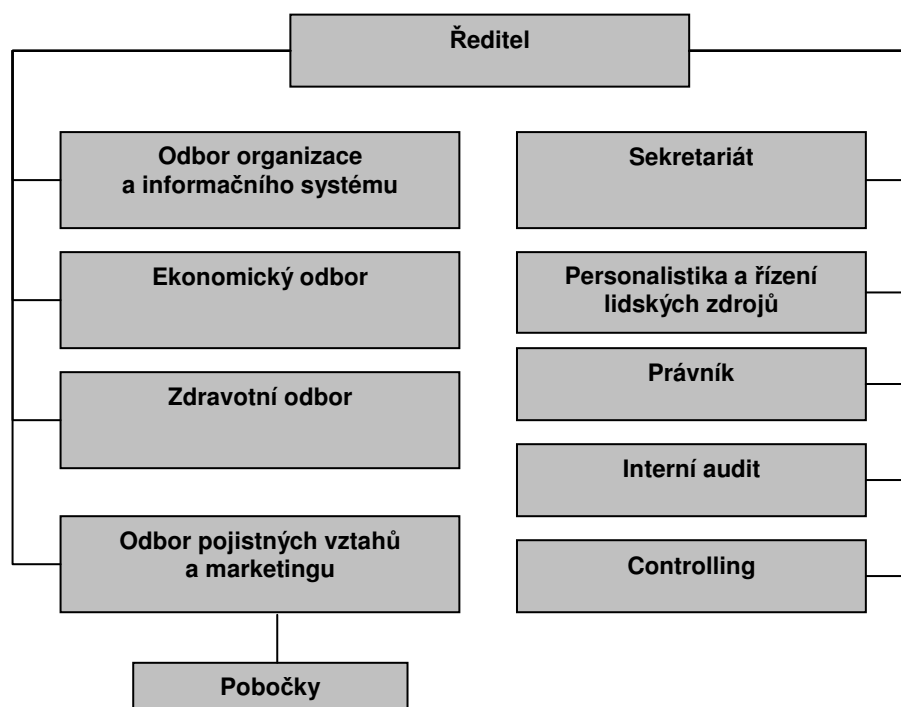 Ředitel
Odbor organizace
a informačního systému
Ekonomický odbor
Zdravotní odbor
Odbor pojistných vztahů
a marketingu
Pobočky
Sekretariát
Personalistika a řízení
lidských zdrojů
Právník
Interní audit
Controlling